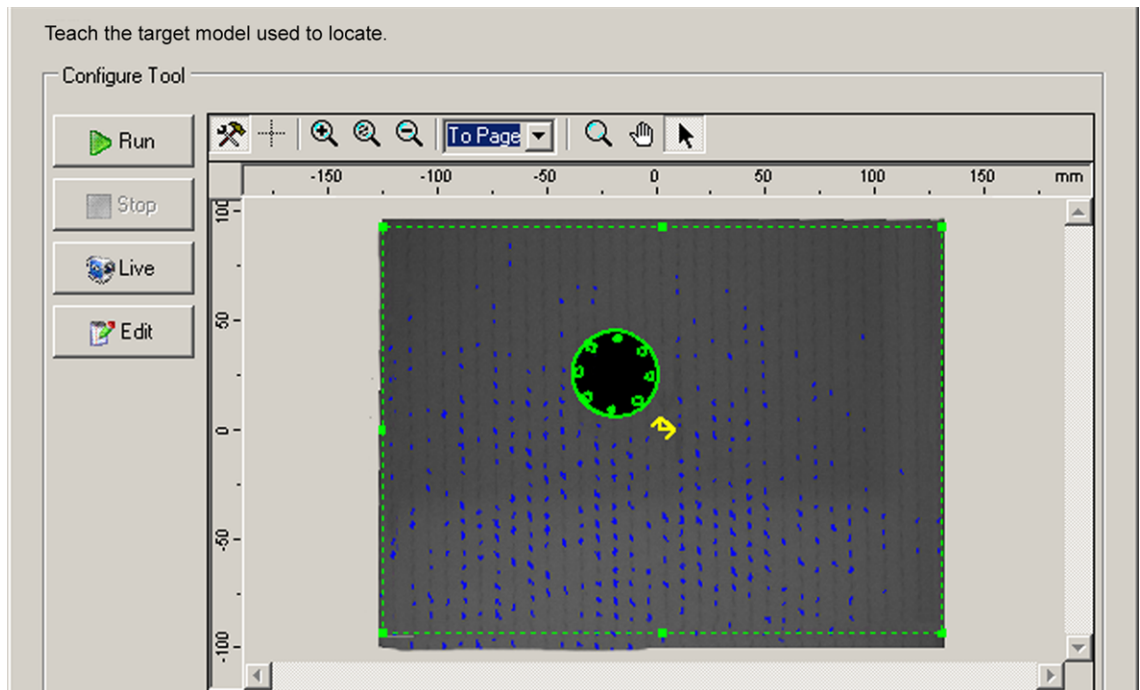 Teach the target model used to locate.
Configure Tool
Run
To Page
-150 -100 -50 0 50 100 150 mm
Stop
100
Live
50
Edit
0
-50
-100